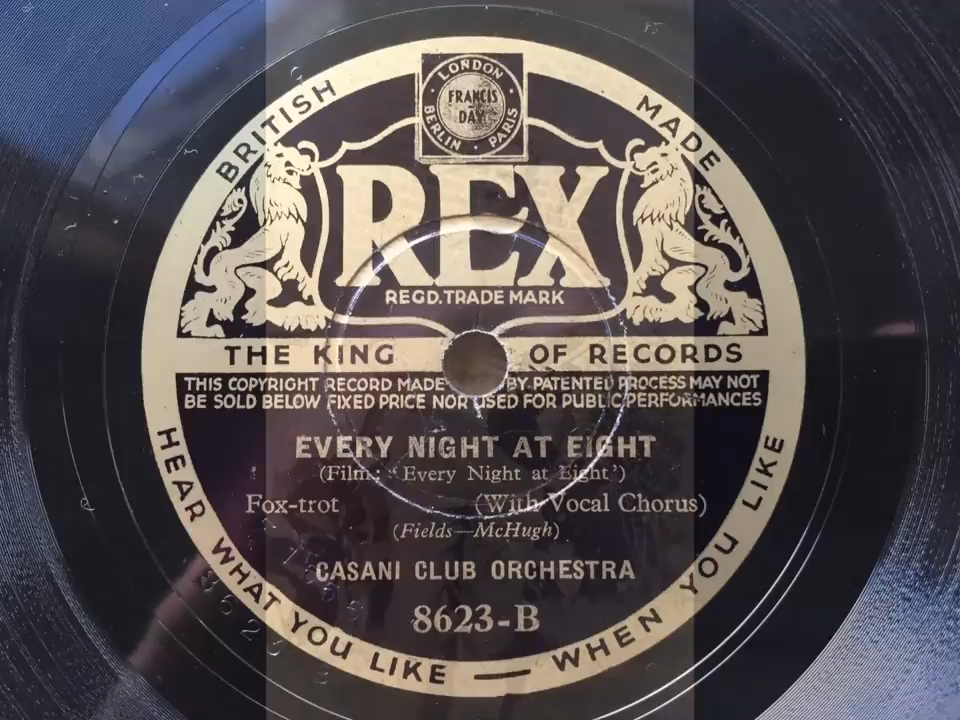 LONDON
FRANCIS
DAY
BERLIN PARIS
BRITISH MADE
REX
REGD. TRADE MARK
THE KING OF RECORDS
THIS COPYRIGHT RECORD MADE BY PATENTED PROCESS MAY NOT
BE SOLD BELOW FIXED PRICE NOR USED FOR PUBLIC PERFORMANCES
EVERY NIGHT AT EIGHT
(Film: "Every Night at Eight')
Fox-trot (With Vocal Chorus)
(Fields—McHugh)
CASANI CLUB ORCHESTRA
8623-B
HEAR WHAT YOU LIKE — WHEN YOU LIKE